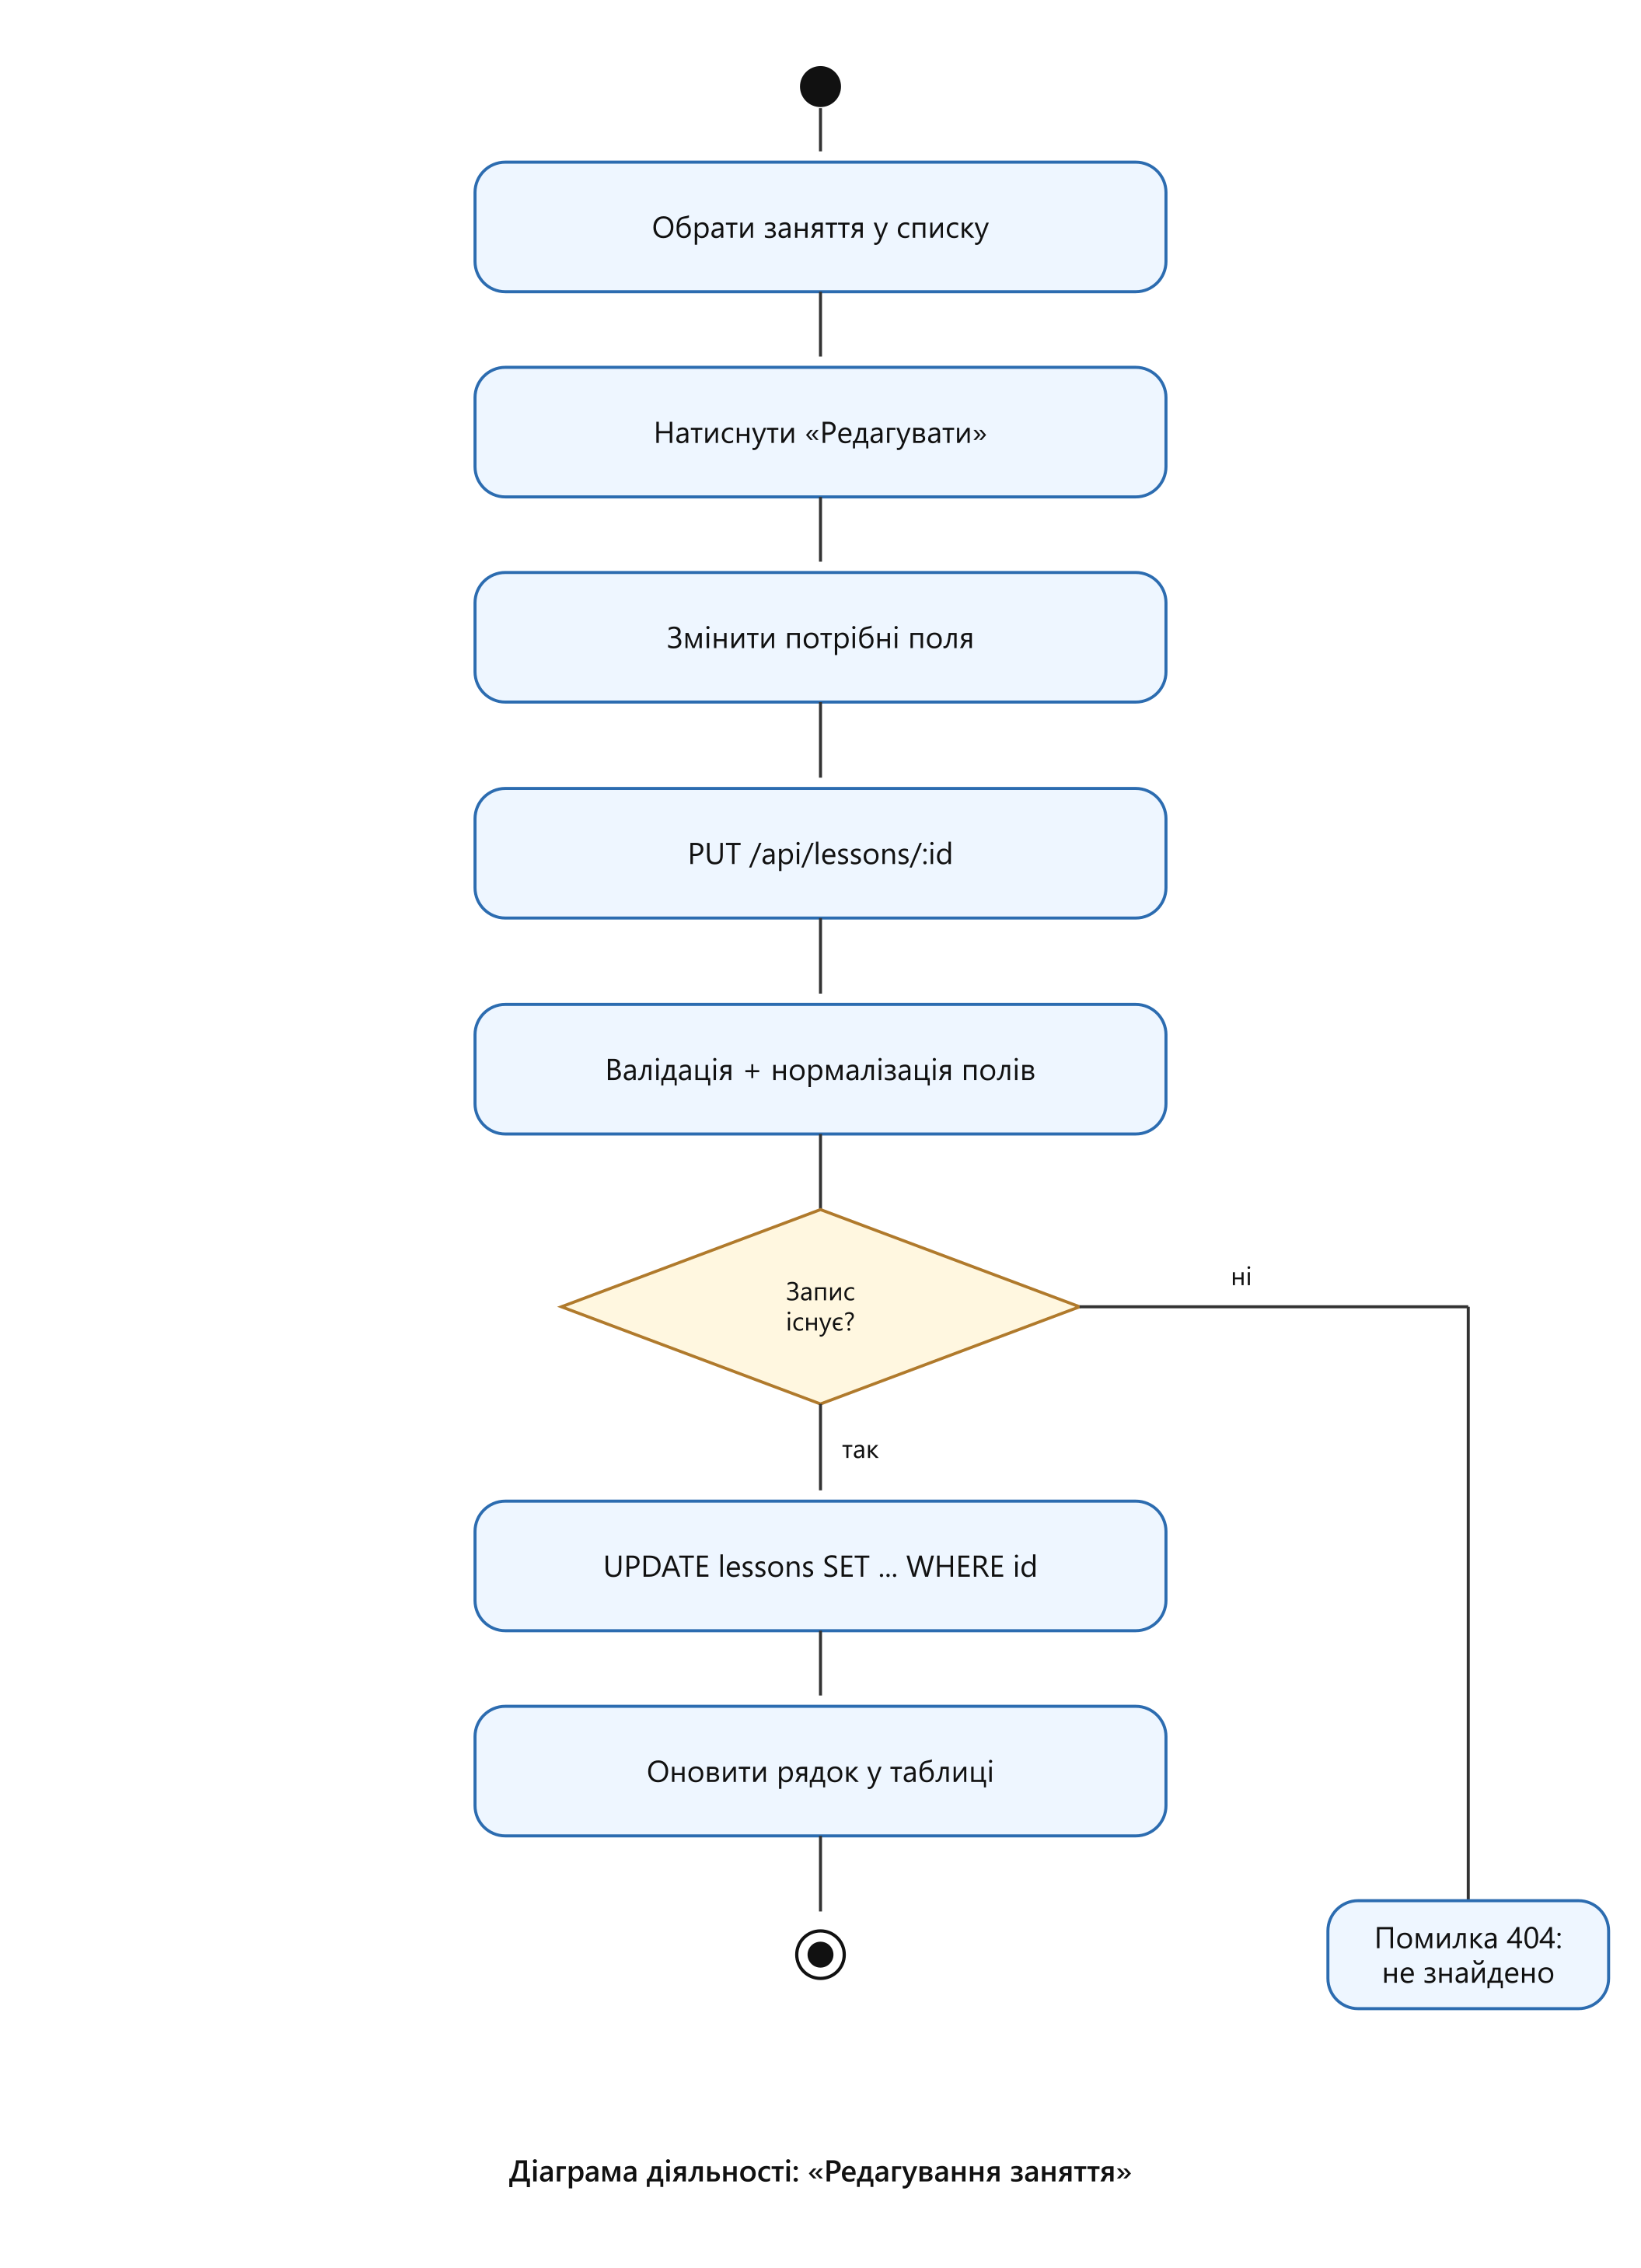 Обрати заняття у списку
Натиснути «Редагувати»
Змінити потрібні поля
PUT /api/lessons/:id
Валідація + нормалізація полів
Запис
існує?
ні
так
UPDATE lessons SET ... WHERE id
Оновити рядок у таблиці
Помилка 404:
не знайдено
Діаграма діяльності: «Редагування заняття»